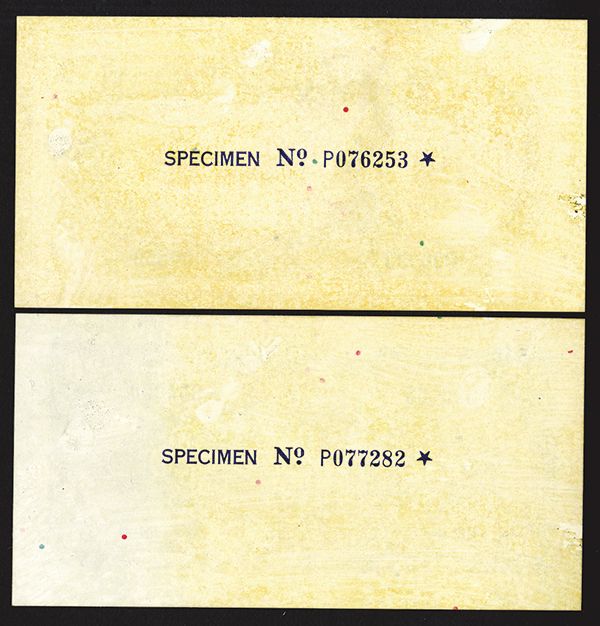 SPECIMEN Nº P076253 ★
SPECIMEN Nº P077282 ★